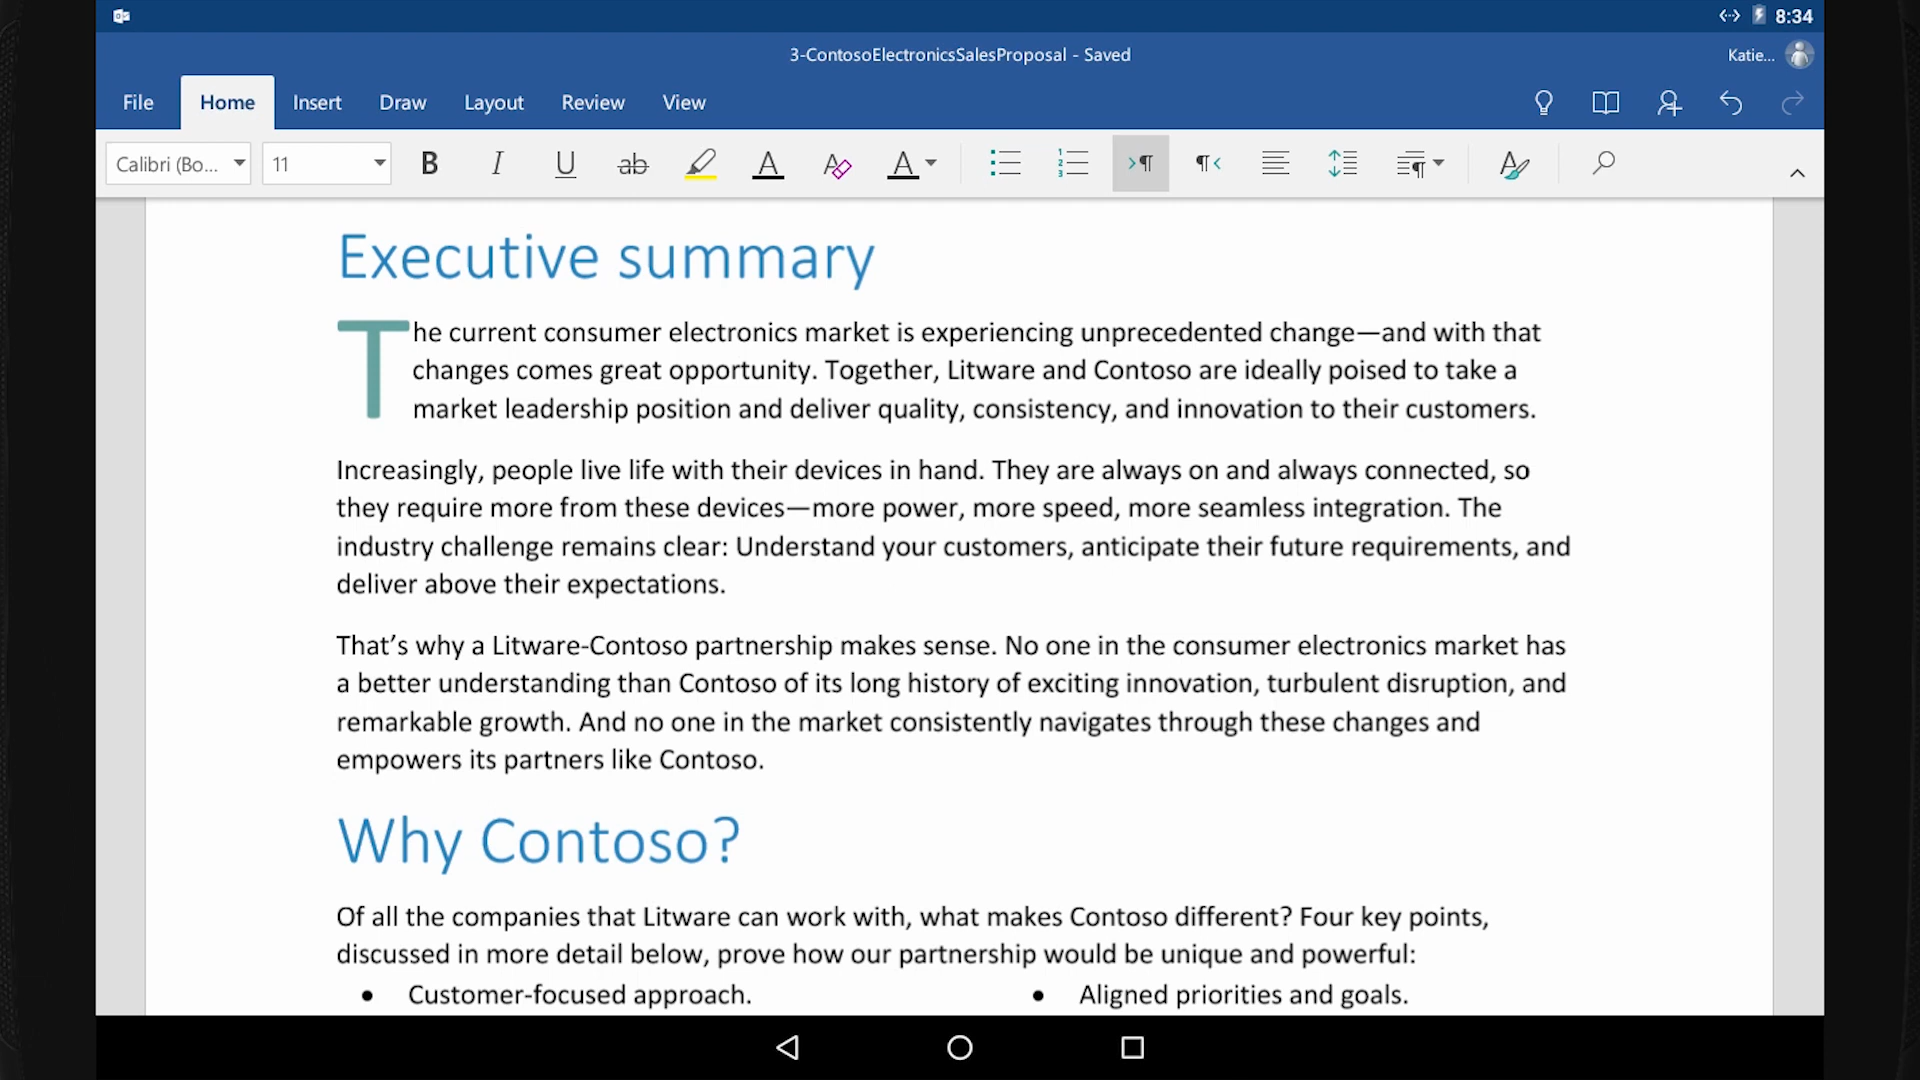 8:34
3-ContosoElectronicsSalesProposal - Saved
Katie...
File Home Insert Draw Layout Review View
Calibri (Bo... 11 B I U ab A A A
Executive summary
The current consumer electronics market is experiencing unprecedented change—and with that
changes comes great opportunity. Together, Litware and Contoso are ideally poised to take a
market leadership position and deliver quality, consistency, and innovation to their customers.
Increasingly, people live life with their devices in hand. They are always on and always connected, so
they require more from these devices—more power, more speed, more seamless integration. The
industry challenge remains clear: Understand your customers, anticipate their future requirements, and
deliver above their expectations.
That’s why a Litware-Contoso partnership makes sense. No one in the consumer electronics market has
a better understanding than Contoso of its long history of exciting innovation, turbulent disruption, and
remarkable growth. And no one in the market consistently navigates through these changes and
empowers its partners like Contoso.
Why Contoso?
Of all the companies that Litware can work with, what makes Contoso different? Four key points,
discussed in more detail below, prove how our partnership would be unique and powerful:
• Customer-focused approach.
• Aligned priorities and goals.